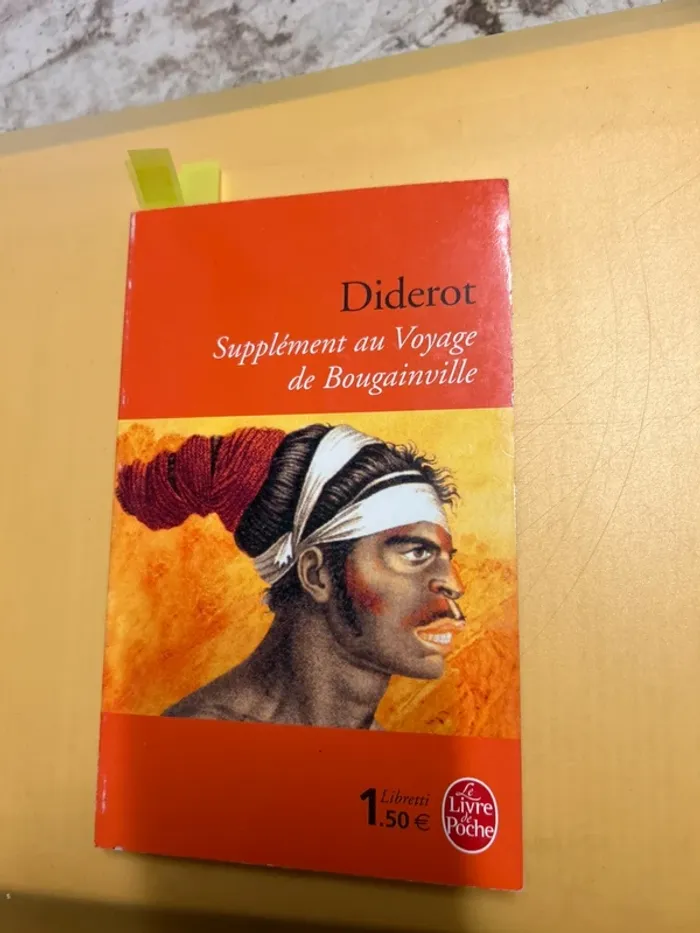 Diderot
Supplément au Voyage
de Bougainville
Libretti
1.50 €
Le
Livre
de
Poche